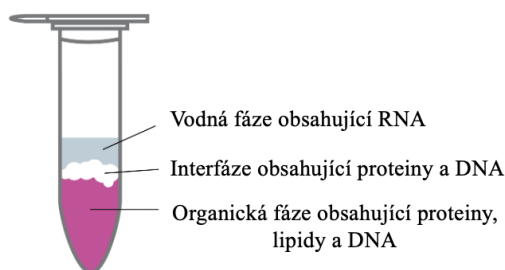 Vodná fáze obsahující RNA
Interfáze obsahující proteiny a DNA
Organická fáze obsahující proteiny,
lipidy a DNA